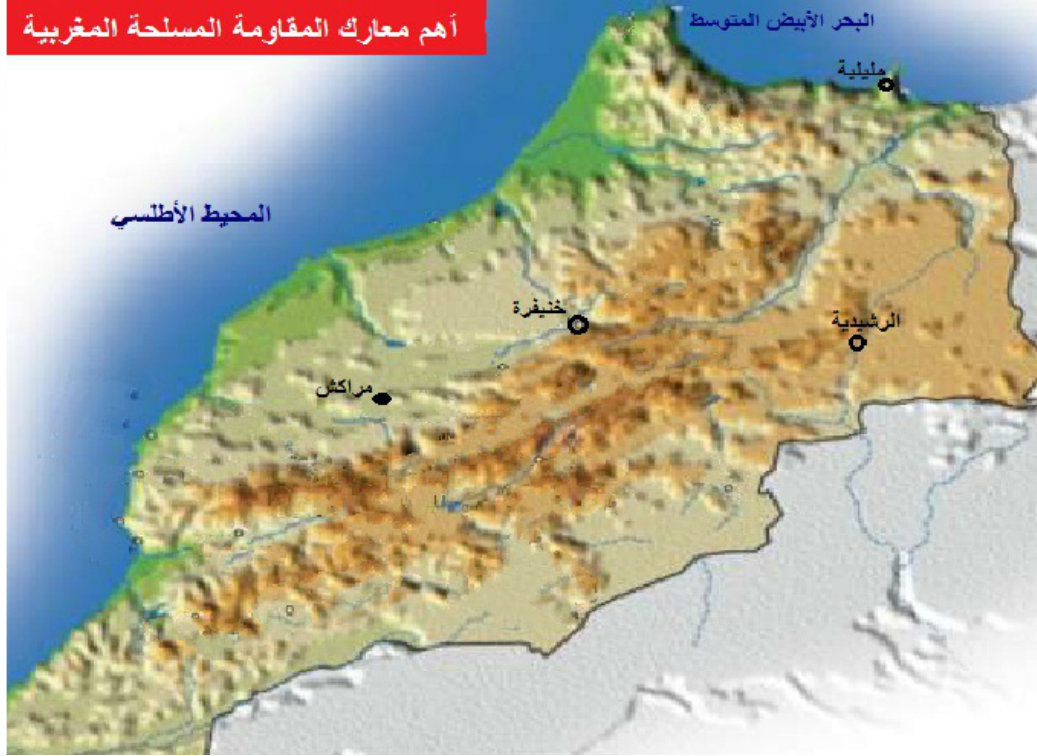 أهم معارك المقاومة المسلحة المغربية
البحر الأبيض المتوسط
مليلية
المحيط الأطلسي
خنيفرة
الرشيدية
مراكش